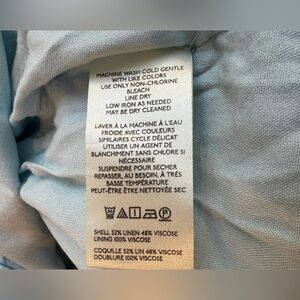 MACHINE WASH COLD GENTLE
WITH LIKE COLORS
USE ONLY NON-CHLORINE
BLEACH
LINE DRY
LOW IRON AS NEEDED
MAY BE DRY CLEANED
LAVER À LA MACHINE À L'EAU
FROIDE AVEC COULEURS
SIMILAIRES CYCLE DÉLICAT
UTILISER UN AGENT DE
BLANCHIMENT SANS CHLORE SI
NÉCESSAIRE
SUSPENDRE POUR SÉCHER
REPASSER, AU BESOIN, À TRÈS
BASSE TEMPÉRATURE
PEUT-ÊTRE ÊTRE NETTOYÉE SEC
SHELL 52% LINEN 48% VISCOSE
LINING 100% VISCOSE
COQUILLE 52% LIN 48% VISCOSE
DOUBLURE 100% VISCOSE